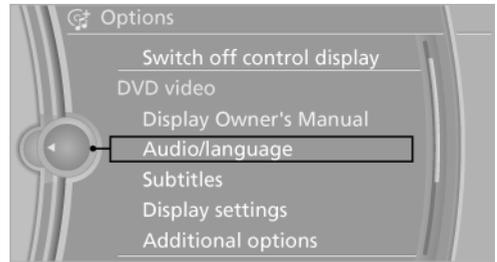 Options
Switch off control display
DVD video
Display Owner's Manual
Audio/language
Subtitles
Display settings
Additional options